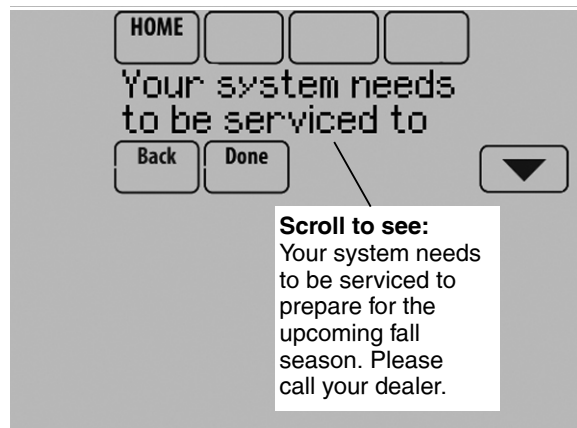 HOME
Your system needs
to be serviced to
Back Done
Scroll to see:
Your system needs
to be serviced to
prepare for the
upcoming fall
season. Please
call your dealer.